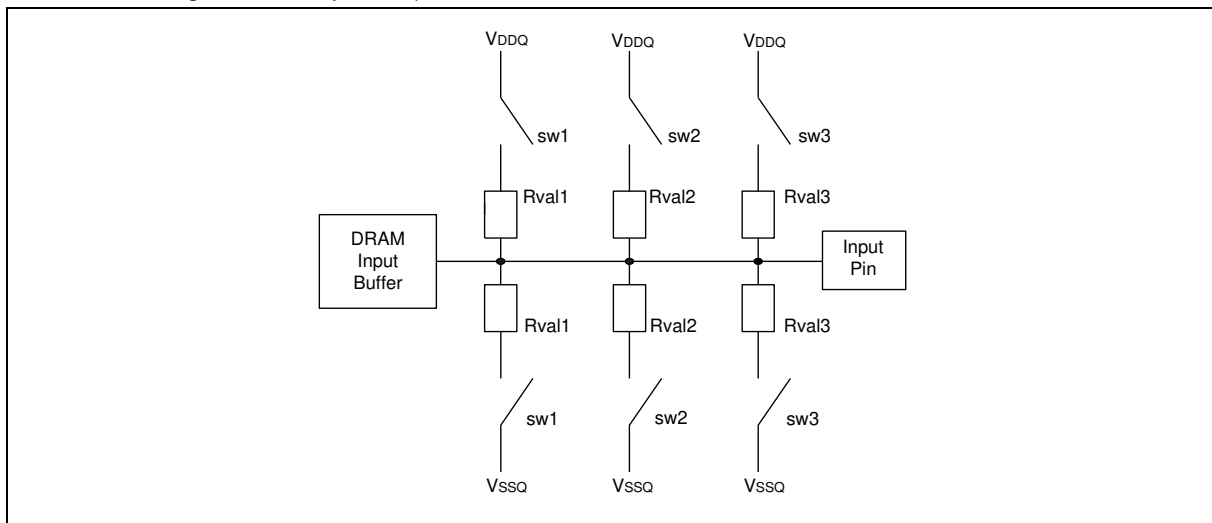 VDDQ VDDQ VDDQ
sw1 sw2 sw3
Rval1 Rval2 Rval3
DRAM
Input
Buffer
Input
Pin
Rval1 Rval2 Rval3
sw1 sw2 sw3
VSSQ VSSQ VSSQ